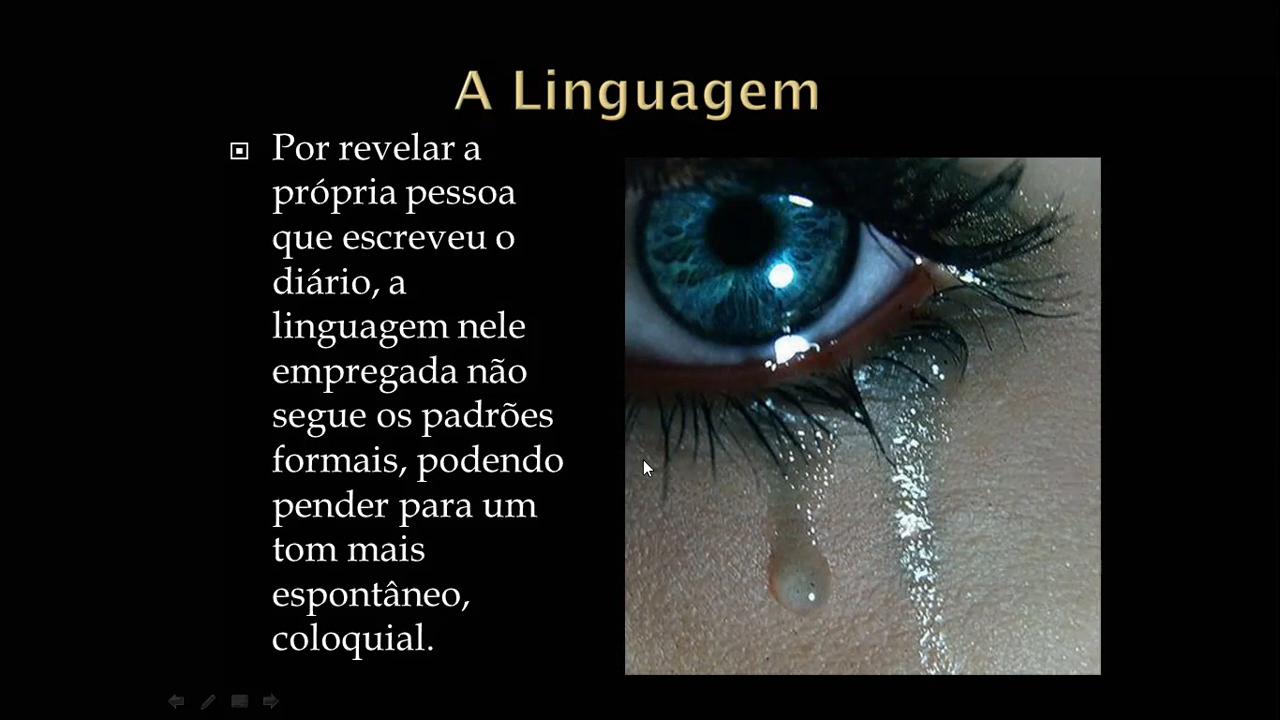 A Linguagem
Por revelar a
própria pessoa
que escreveu o
diário, a
linguagem nele
empregada não
segue os padrões
formais, podendo
pender para um
tom mais
espontâneo,
coloquial.